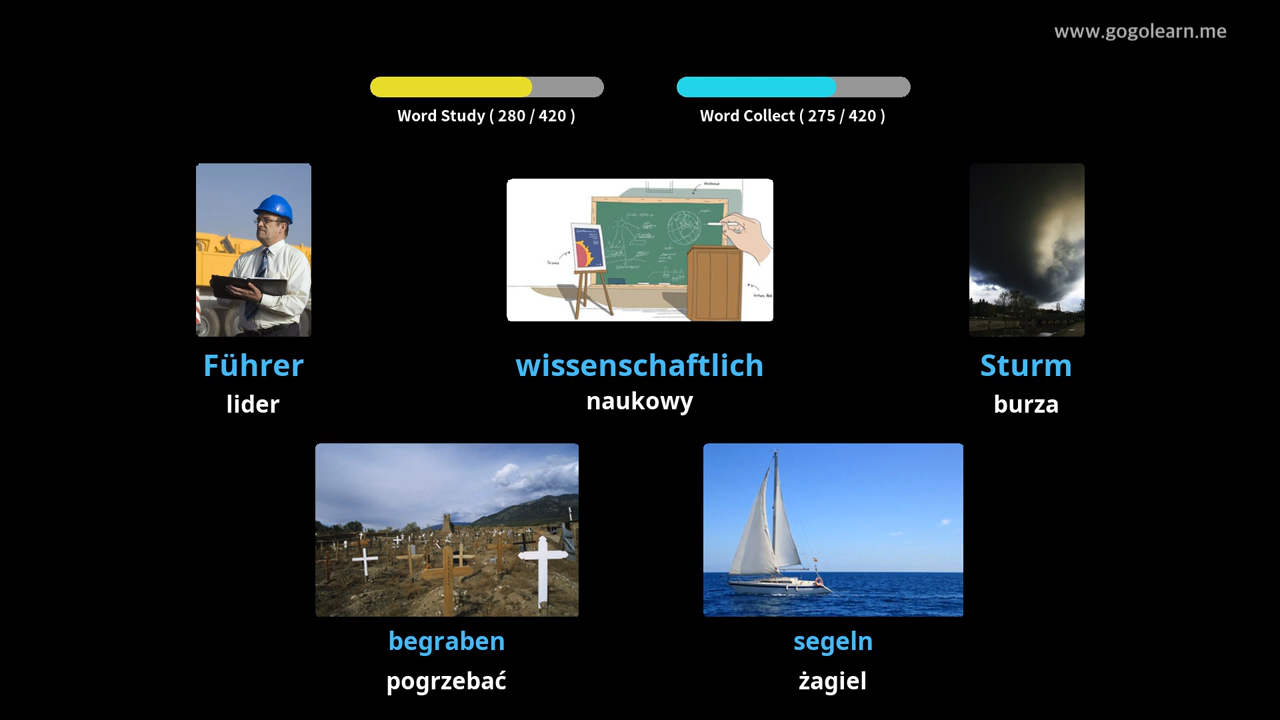 www.gogolearn.me
Word Study ( 280 / 420 )
Word Collect ( 275 / 420 )
Führer
wissenschaftlich
Sturm
lider
naukowy
burza
begraben
segeln
pogrzebać
żagiel